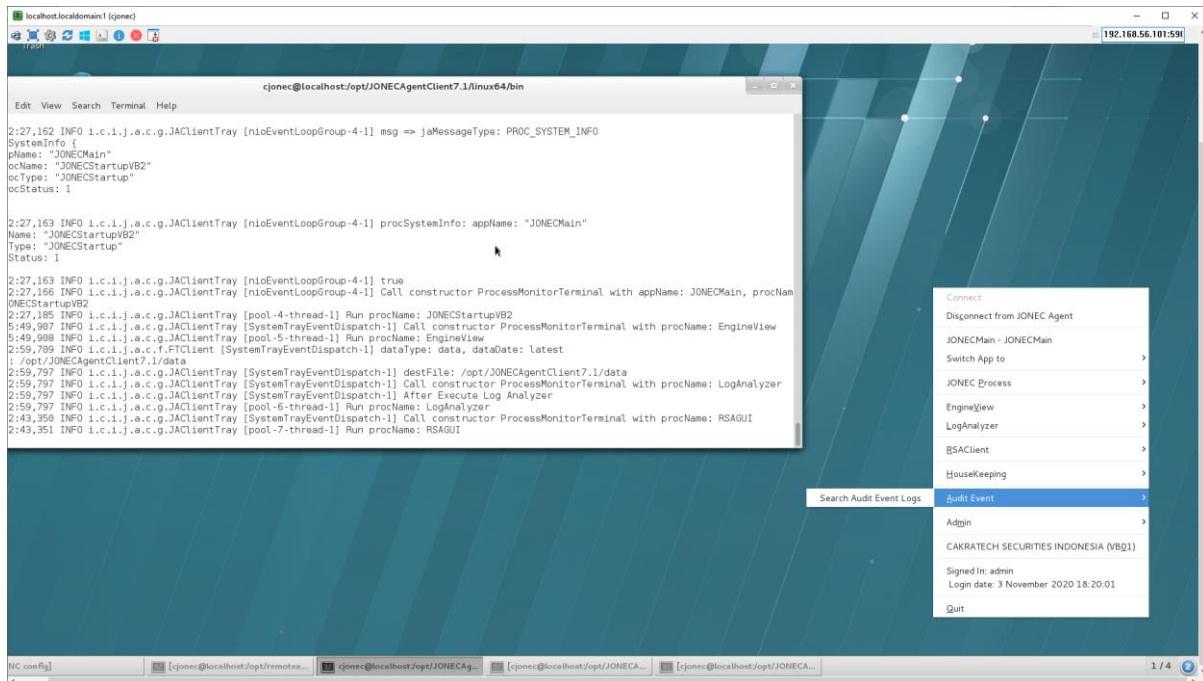 localhost.localdomain:1 (cjonec)
192.168.56.101:590
Trash
cjonec@localhost:/opt/JONECAgentClient7.1/linux64/bin
Edit View Search Terminal Help
2:27,162 INFO i.c.i.j.a.c.g.JAClientTray [nioEventLoopGroup-4-1] msg => jaMessageType: PROC_SYSTEM_INFO
SystemInfo {
pName: "JONECMain"
ocName: "JONECStartupVB2"
ocType: "JONECStartup"
ocStatus: 1
2:27,163 INFO i.c.i.j.a.c.g.JAClientTray [nioEventLoopGroup-4-1] procSystemInfo: appName: "JONECMain"
Name: "JONECStartupVB2"
Type: "JONECStartup"
Status: 1
2:27,163 INFO i.c.i.j.a.c.g.JAClientTray [nioEventLoopGroup-4-1] true
2:27,166 INFO i.c.i.j.a.c.g.JAClientTray [nioEventLoopGroup-4-1] Call constructor ProcessMonitorTerminal with appName: JONECMain, procNam
ONECStartupVB2
2:27,185 INFO i.c.i.j.a.c.g.JAClientTray [pool-4-thread-1] Run procName: JONECStartupVB2
5:49,907 INFO i.c.i.j.a.c.g.JAClientTray [SystemTrayEventDispatch-1] Call constructor ProcessMonitorTerminal with procName: EngineView
5:49,908 INFO i.c.i.j.a.c.g.JAClientTray [pool-5-thread-1] Run procName: EngineView
2:59,709 INFO i.c.i.j.a.c.f.FTClient [SystemTrayEventDispatch-1] dataType: data, dataDate: latest
: /opt/JONECAgentClient7.1/data
2:59,797 INFO i.c.i.j.a.c.g.JAClientTray [SystemTrayEventDispatch-1] destFile: /opt/JONECAgentClient7.1/data
2:59,797 INFO i.c.i.j.a.c.g.JAClientTray [SystemTrayEventDispatch-1] Call constructor ProcessMonitorTerminal with procName: LogAnalyzer
2:59,797 INFO i.c.i.j.a.c.g.JAClientTray [SystemTrayEventDispatch-1] After Execute Log Analyzer
2:59,797 INFO i.c.i.j.a.c.g.JAClientTray [pool-6-thread-1] Run procName: LogAnalyzer
2:43,350 INFO i.c.i.j.a.c.g.JAClientTray [SystemTrayEventDispatch-1] Call constructor ProcessMonitorTerminal with procName: RSAGUI
2:43,351 INFO i.c.i.j.a.c.g.JAClientTray [pool-7-thread-1] Run procName: RSAGUI
Connect
Disconnect from JONEC Agent
JONECMain - JONECMain
Switch App to
JONEC Process
EngineView
LogAnalyzer
RSAClient
HouseKeeping
Search Audit Event Logs
Audit Event
Admin
CAKRATECH SECURITIES INDONESIA (VB01)
Signed In: admin
Login date: 3 November 2020 18:20:01
Quit
NC config]
[cjonec@localhost:/opt/remotea...
cjonec@localhost:/opt/JONECAg...
[cjonec@localhost:/opt/JONECA...
[cjonec@localhost:/opt/JONECA...
1 / 4
2